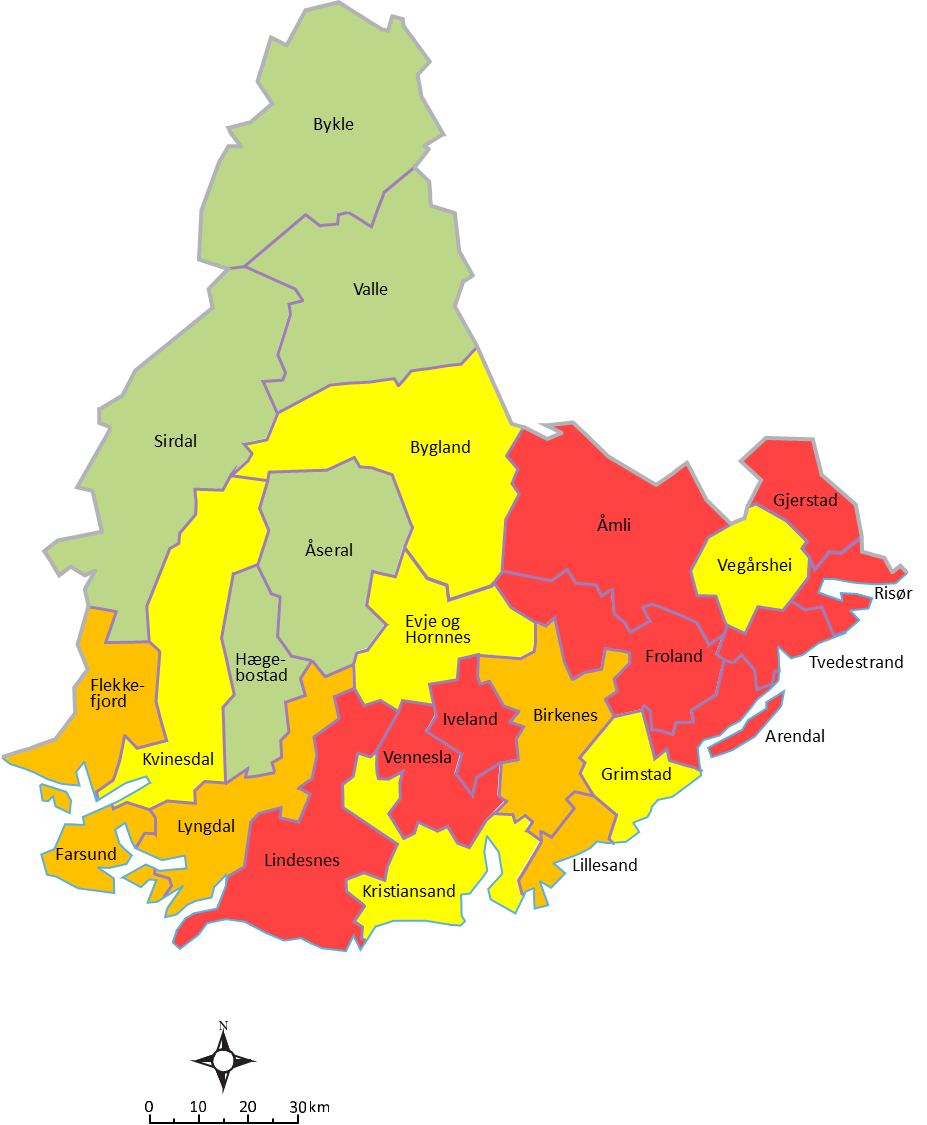 Bykle
Valle
Sirdal
Bygland
Gjerstad
Åmli
Åseral
Vegårshei
Risør
Evje og
Hornnes
Froland
Tvedestrand
Hæge-
bostad
Flekke-
fjord
Iveland
Birkenes
Arendal
Kvinesdal
Vennesla
Grimstad
Lyngdal
Farsund
Lindesnes
Lillesand
Kristiansand
N
0 10 20 30 km